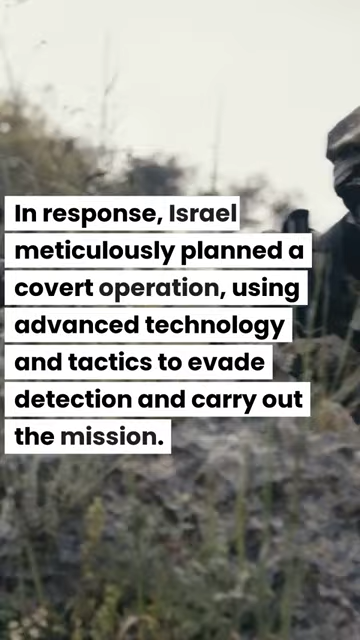 In response, Israel
meticulously planned a
covert operation, using
advanced technology
and tactics to evade
detection and carry out
the mission.